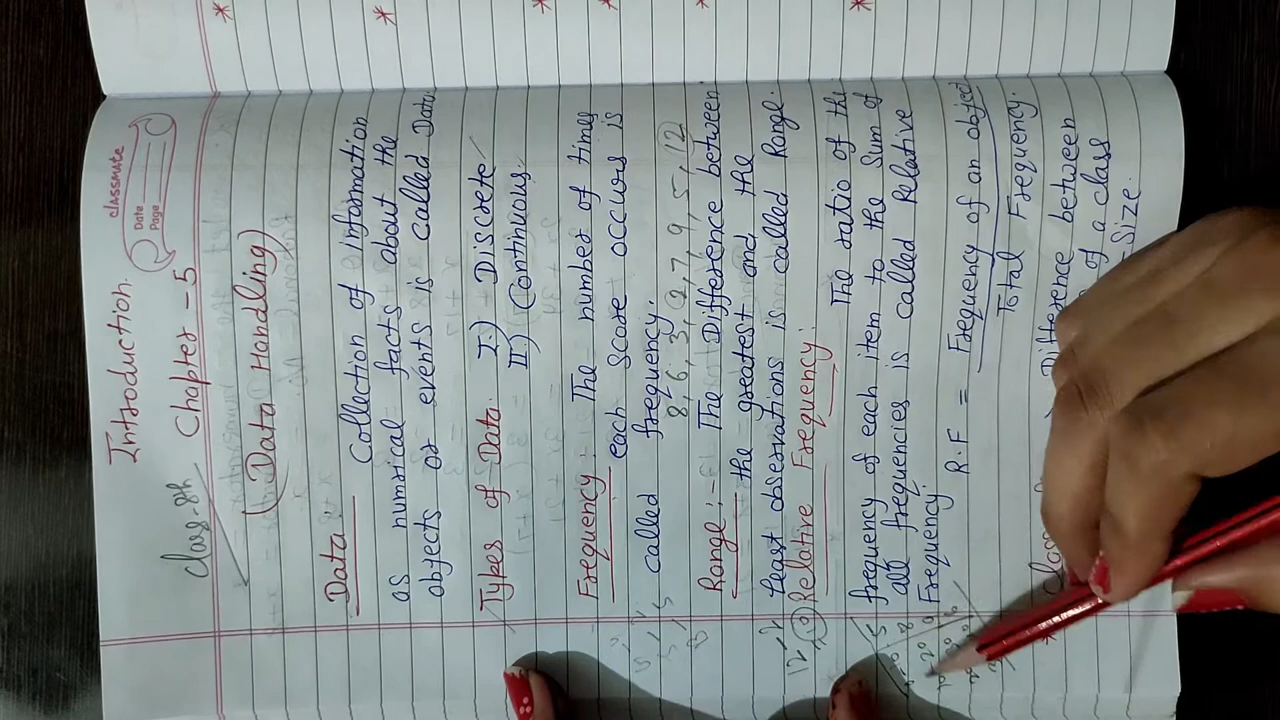 Introduction.
classmate
Date
Page
class-8th
Chapter - 5
(Data Handling)
Data Collection of Information
as numrical facts about the
objects or events is called Data.
Types of Data. I.) Discrete
II) Continuous.
Frequency : The number of times
each score occurs is
called frequency.
8, 6, 3, 2, 7, 9, 5, 12
Range :- The Difference between
the greatest and the
least observations is called Range.
Relative Frequency :
The ratio of the
frequency of each item to the Sum of
all frequencies is called Relative
Frequency.
R.F = Frequency of an object
Total Frequency.
Difference between
of a class
Size.